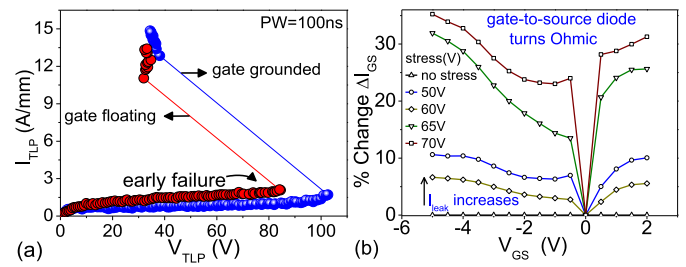 PW=100ns
gate grounded
gate floating
early failure
I_TLP (A/mm)
15
12
9
6
3
0
0 20 40 60 80 100
V_TLP (V)
(a)
gate-to-source diode
turns Ohmic
stress(V)
no stress
50V
60V
65V
70V
I_leak increases
% Change ΔI_GS
30
20
10
0
-6 -4 -2 0 2
V_GS (V)
(b)